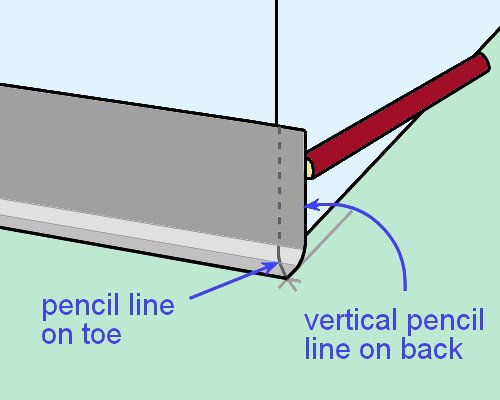 pencil line
on toe
vertical pencil
line on back